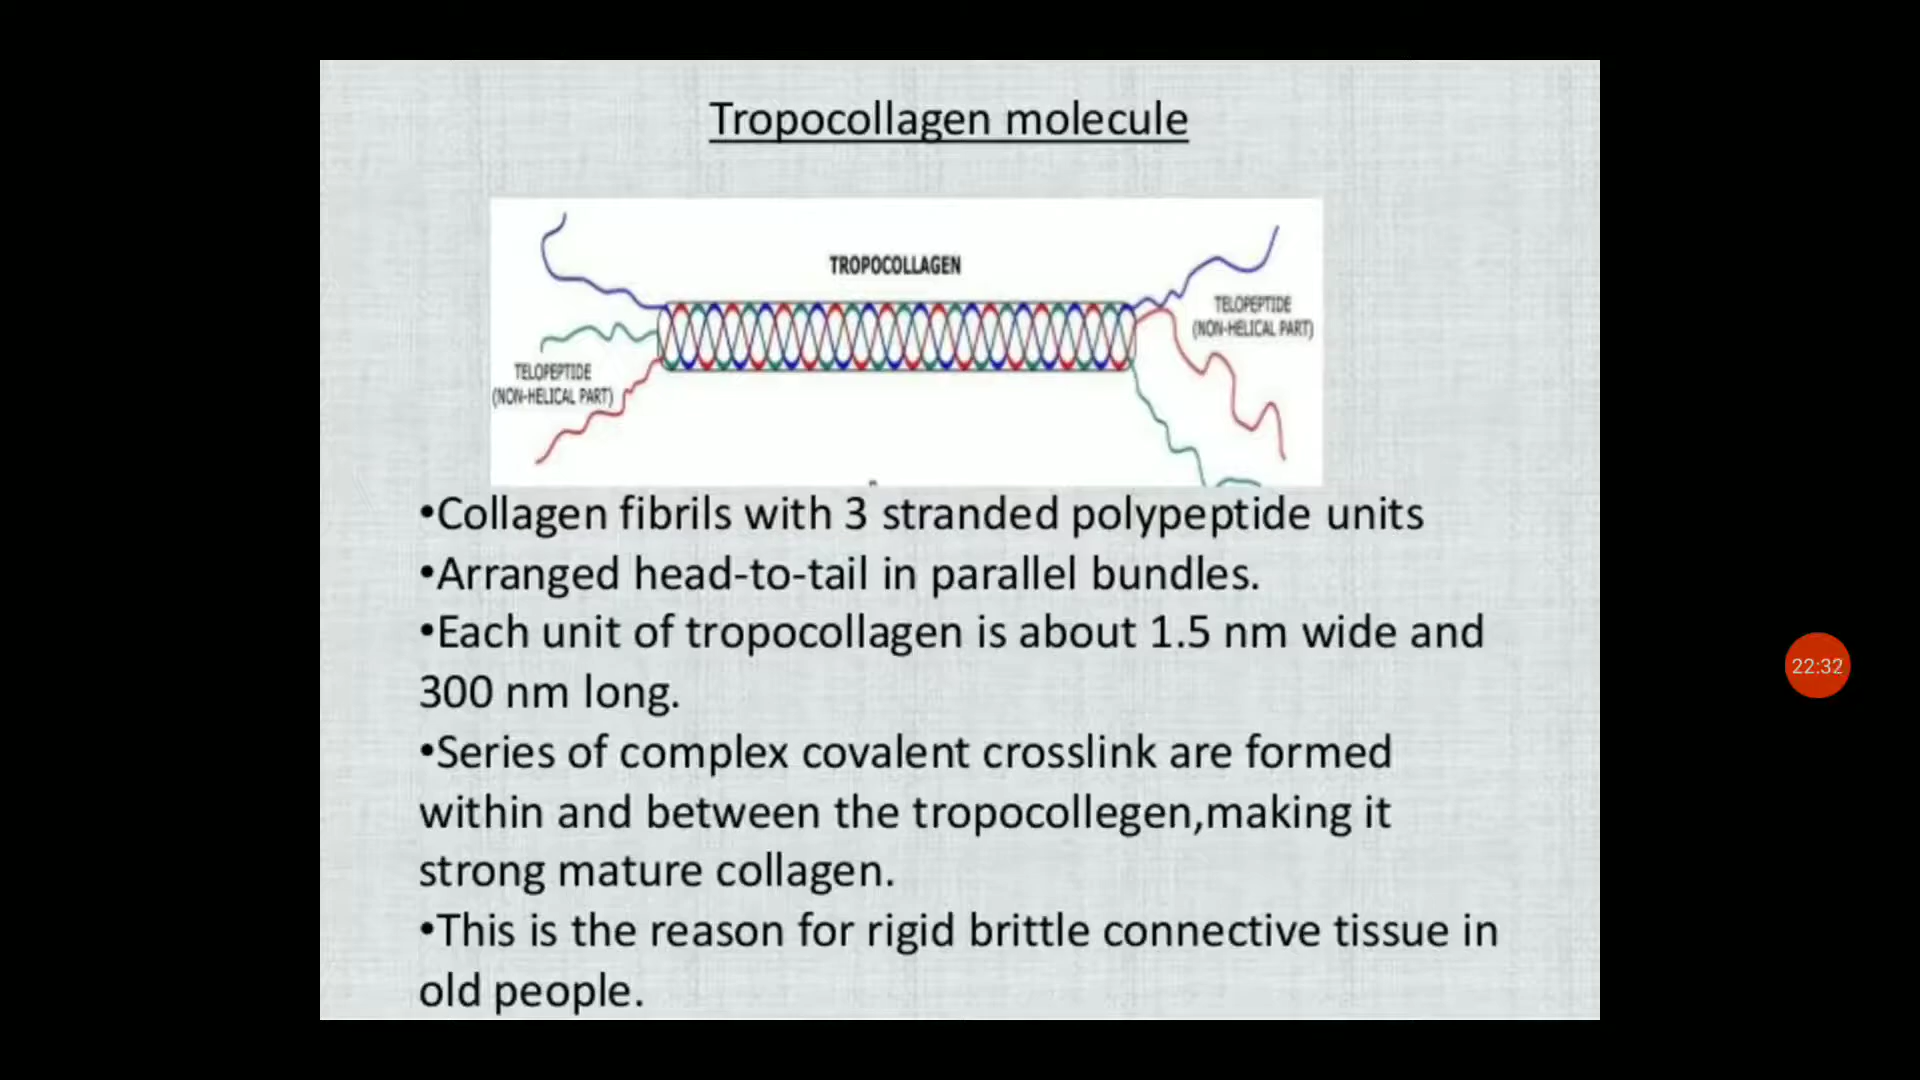 Tropocollagen molecule
TROPOCOLLAGEN
TELOPEPTIDE
(NON-HELICAL PART)
TELOPEPTIDE
(NON-HELICAL PART)
•Collagen fibrils with 3 stranded polypeptide units
•Arranged head-to-tail in parallel bundles.
•Each unit of tropocollagen is about 1.5 nm wide and
300 nm long.
•Series of complex covalent crosslink are formed
within and between the tropocollegen,making it
strong mature collagen.
•This is the reason for rigid brittle connective tissue in
old people.
22:32